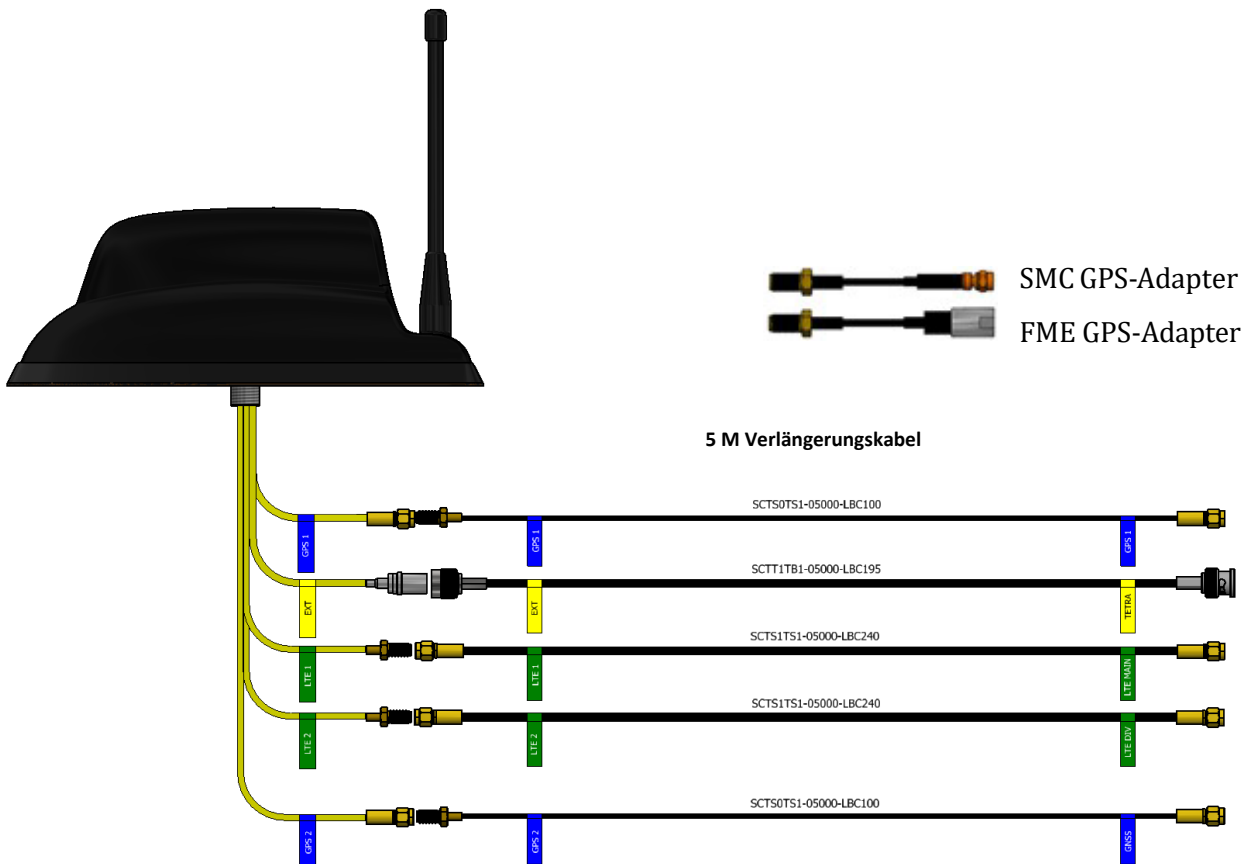 SMC GPS-Adapter
FME GPS-Adapter
5 M Verlängerungskabel
SCTS0TS1-05000-LBC100
GPS 1
GPS 1
GPS 1
SCTT1TB1-05000-LBC195
EXT
EXT
TETRA
SCTS1TS1-05000-LBC240
LTE 1
LTE 1
LTE MAIN
SCTS1TS1-05000-LBC240
LTE 2
LTE 2
LTE DIV
SCTS0TS1-05000-LBC100
GPS 2
GPS 2
GNSS